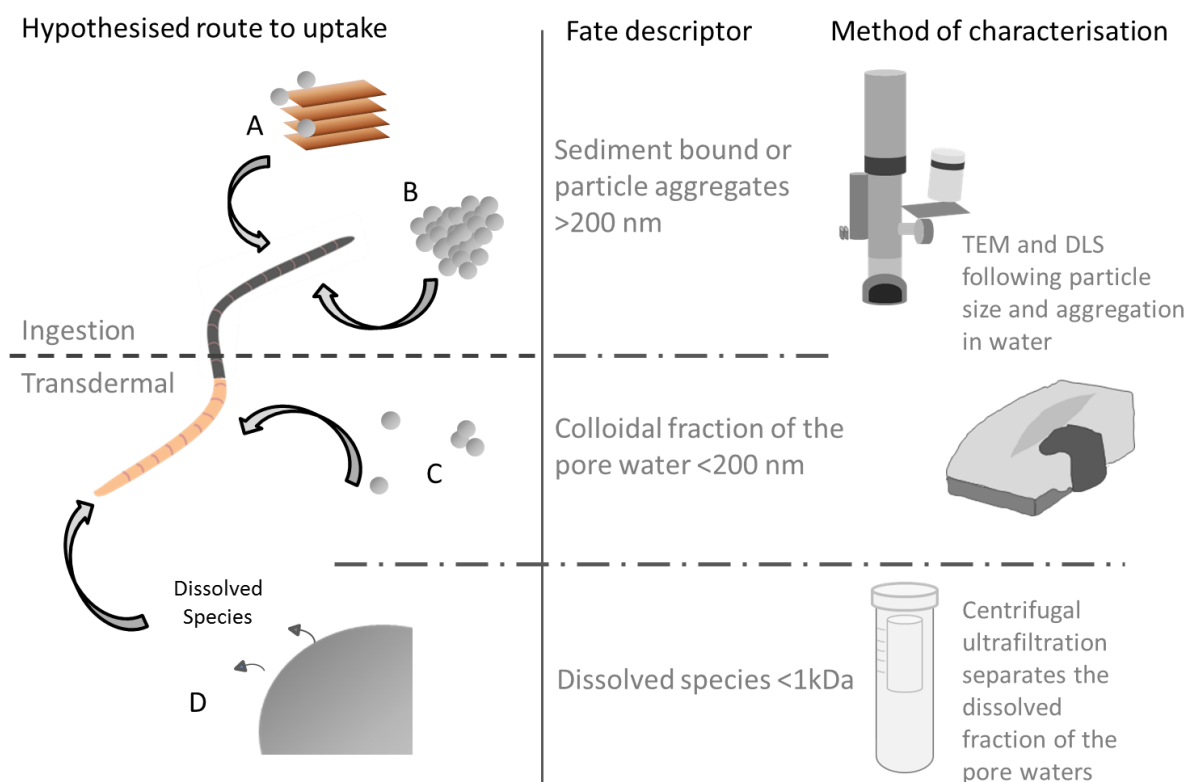 Hypothesised route to uptake
Fate descriptor
Method of characterisation
A
B
Sediment bound or
particle aggregates
>200 nm
TEM and DLS
following particle
size and aggregation
in water
Ingestion
Transdermal
C
Colloidal fraction of the
pore water <200 nm
Dissolved
Species
D
Dissolved species <1kDa
Centrifugal
ultrafiltration
separates the
dissolved
fraction of the
pore waters